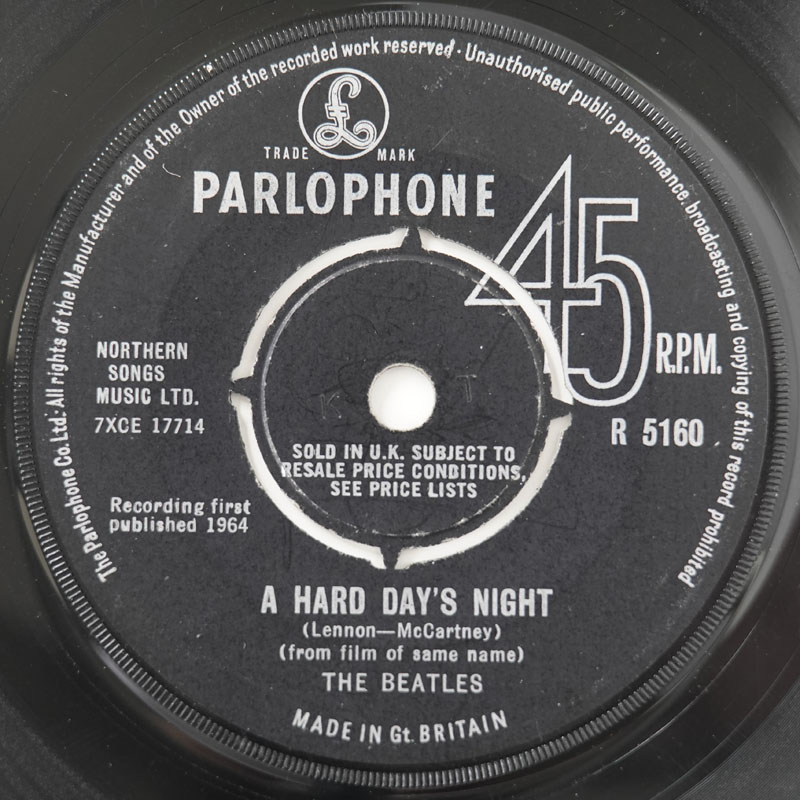 The Parlophone Co. Ltd. All rights of the Manufacturer and of the Owner of the recorded work reserved · Unauthorised public performance, broadcasting and copying of this record prohibited
£
TRADE MARK
PARLOPHONE
45
R.P.M.
R 5160
NORTHERN
SONGS
MUSIC LTD.
7XCE 17714
K T
SOLD IN U.K. SUBJECT TO
RESALE PRICE CONDITIONS,
SEE PRICE LISTS
Recording first
published 1964
A HARD DAY'S NIGHT
(Lennon—McCartney)
(from film of same name)
THE BEATLES
MADE IN Gt. BRITAIN